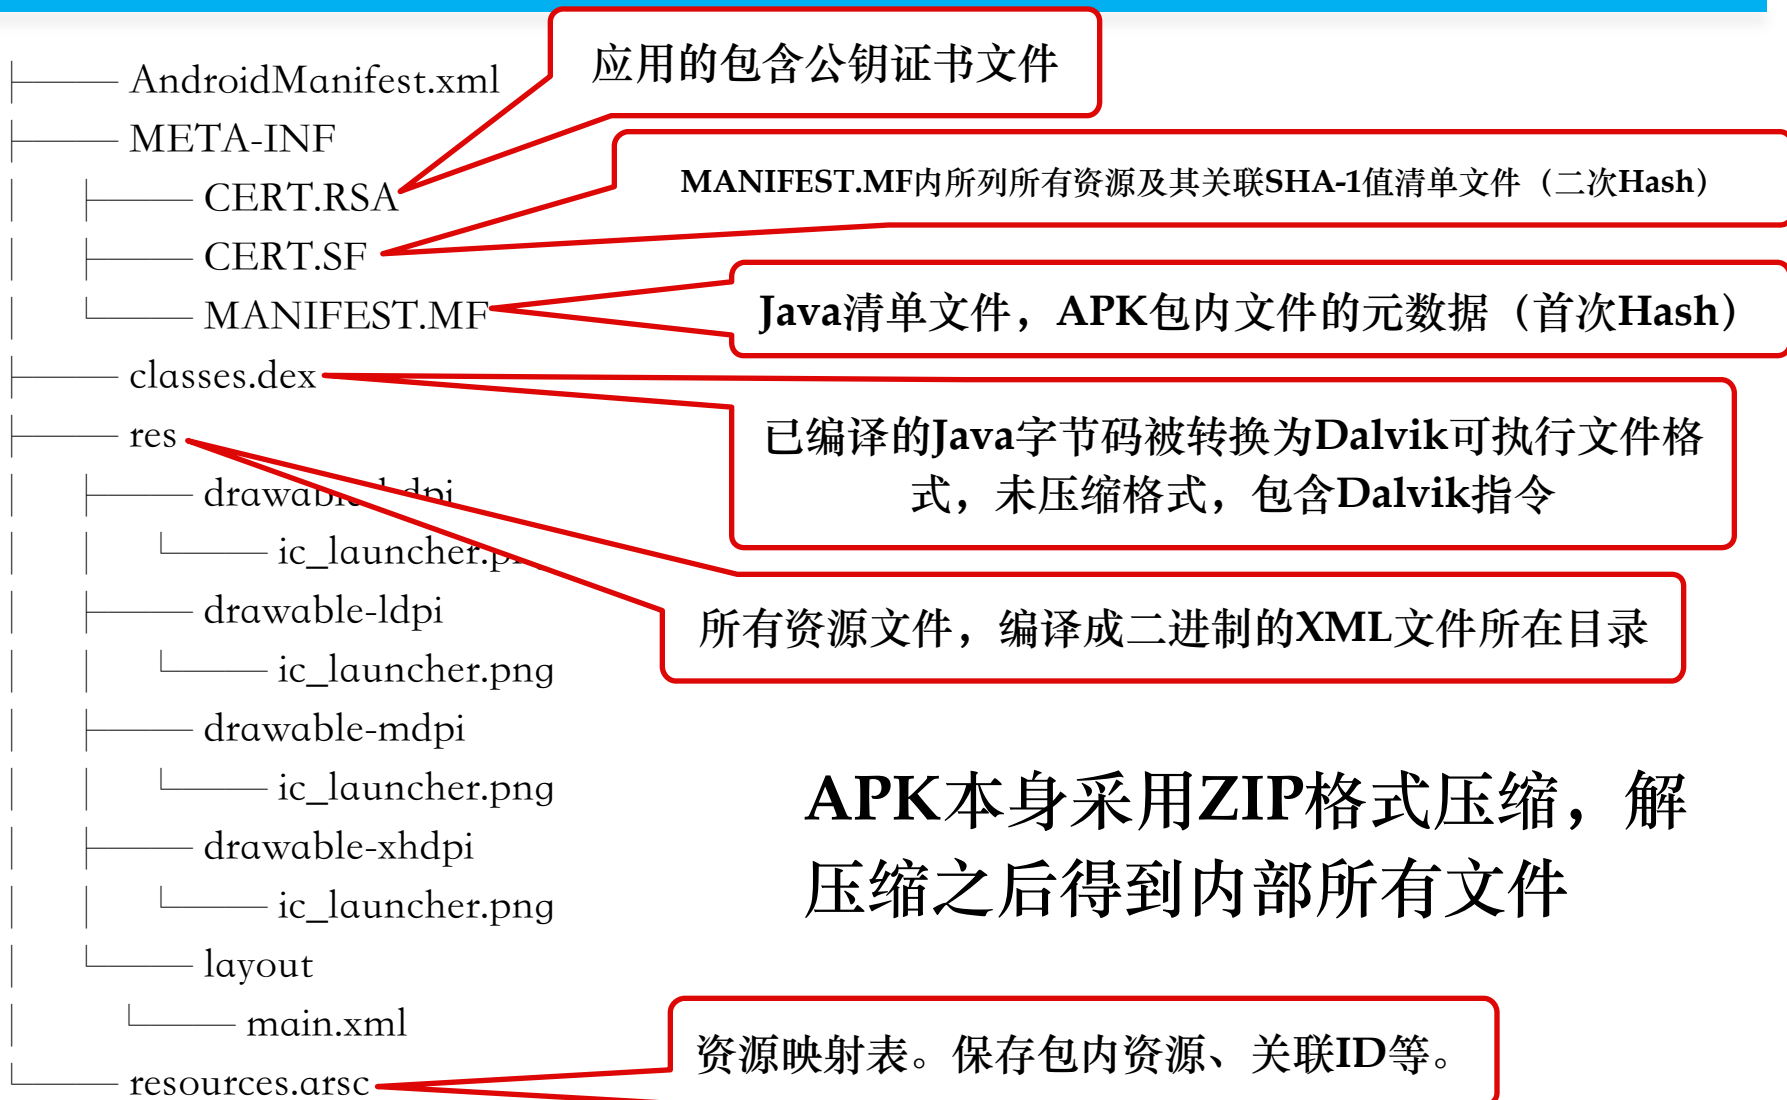 应用的包含公钥证书文件
AndroidManifest.xml
META-INF
CERT.RSA
MANIFEST.MF内所列所有资源及其关联SHA-1值清单文件（二次Hash）
CERT.SF
MANIFEST.MF
Java清单文件，APK包内文件的元数据（首次Hash）
classes.dex
已编译的Java字节码被转换为Dalvik可执行文件格
式，未压缩格式，包含Dalvik指令
res
drawable-hdpi
ic_launcher.png
drawable-ldpi
所有资源文件，编译成二进制的XML文件所在目录
ic_launcher.png
drawable-mdpi
ic_launcher.png
APK本身采用ZIP格式压缩，解
压缩之后得到内部所有文件
drawable-xhdpi
ic_launcher.png
layout
main.xml
资源映射表。保存包内资源、关联ID等。
resources.arsc